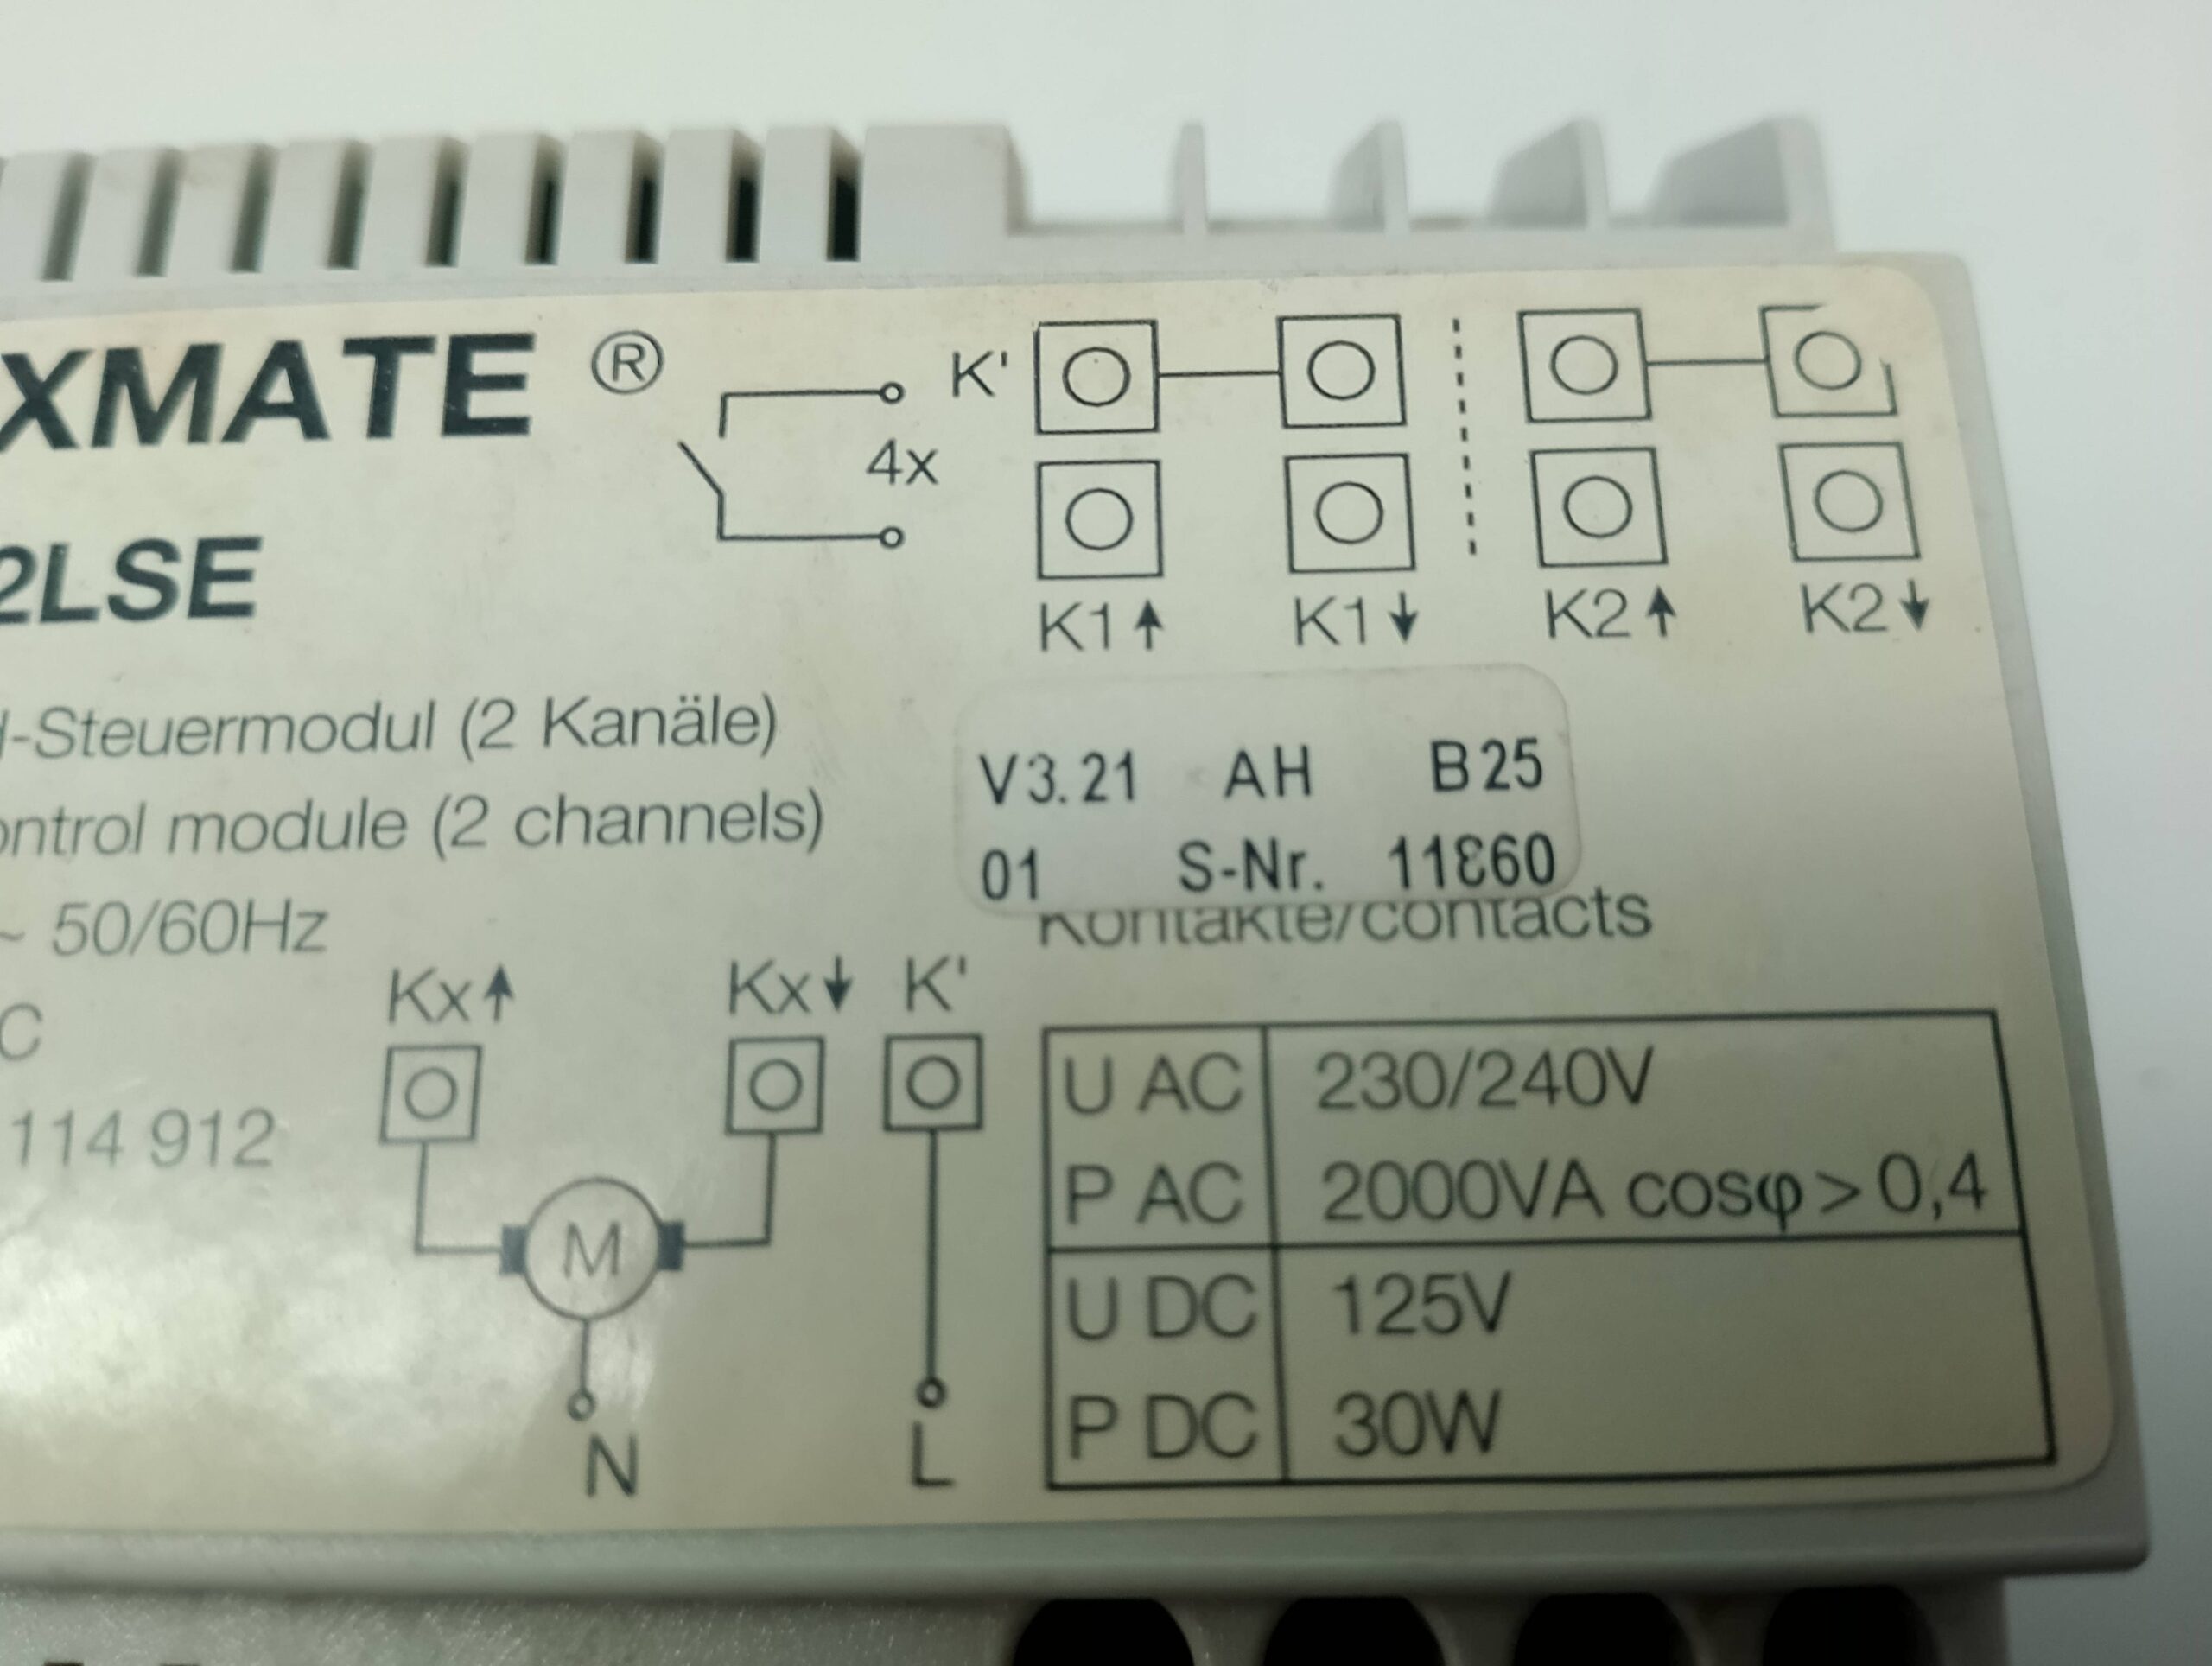 XMATE ®
K'
4x
2LSE
K1↑ K1↓ K2↑ K2↓
-Steuermodul (2 Kanäle)
ontrol module (2 channels)
V3.21 AH B25
01 S-Nr. 11860
~ 50/60Hz
Kontakte/contacts
Kx↑ Kx↓ K'
C
114 912
M
N L
U AC 230/240V
P AC 2000VA cosφ > 0,4
U DC 125V
P DC 30W